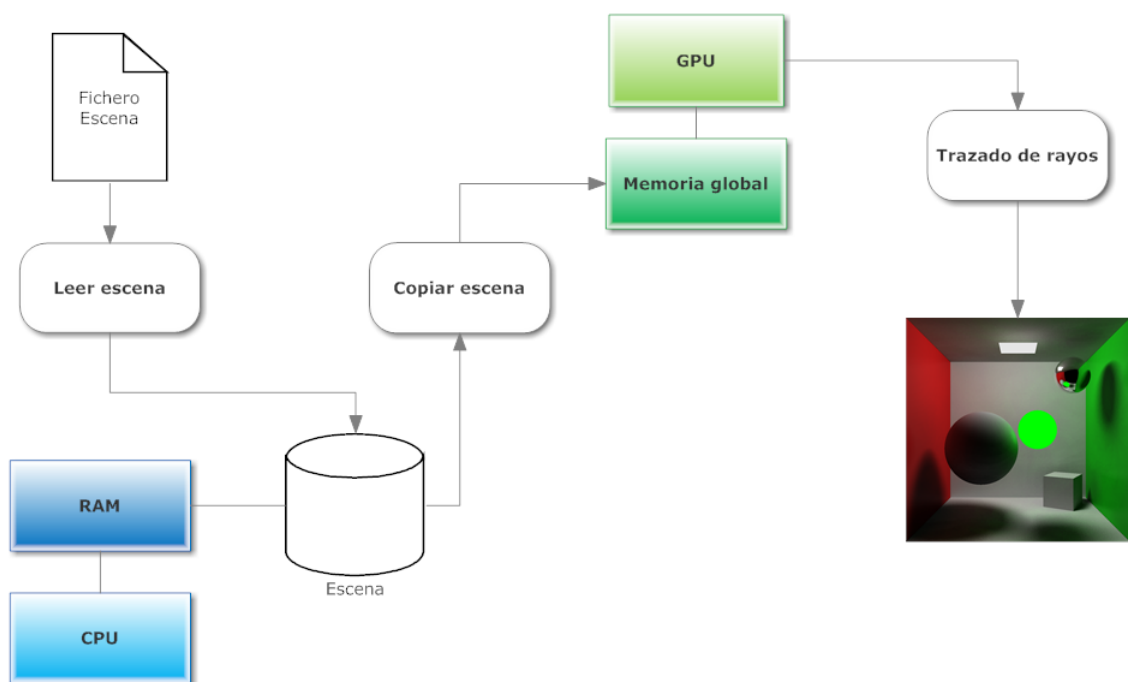 Fichero
Escena
Leer escena
RAM
CPU
Escena
Copiar escena
GPU
Memoria global
Trazado de rayos